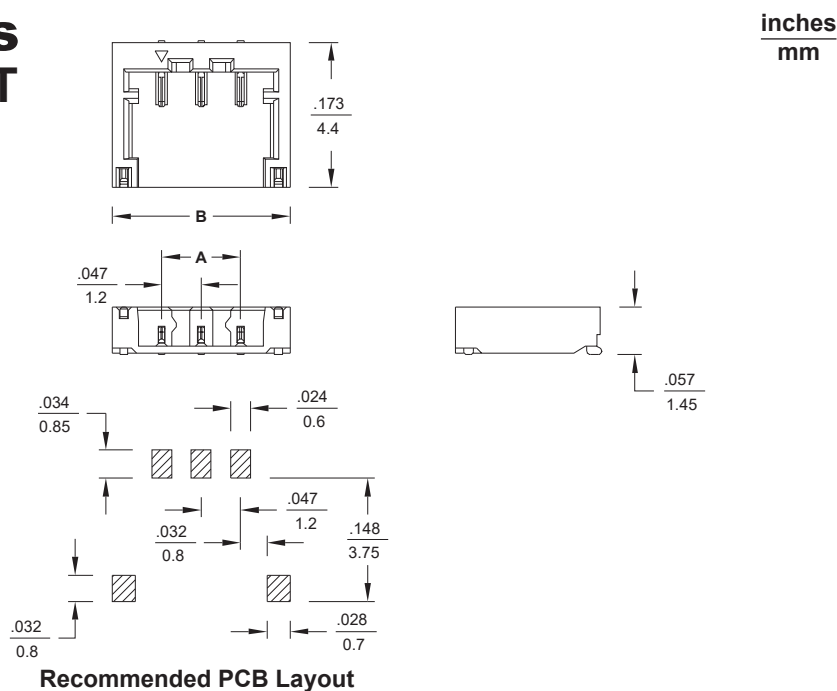 s
T
inches
mm
.173
4.4
B
A
.047
1.2
.057
1.45
.034
0.85
.024
0.6
.047
1.2
.032
0.8
.148
3.75
.032
0.8
.028
0.7
Recommended PCB Layout